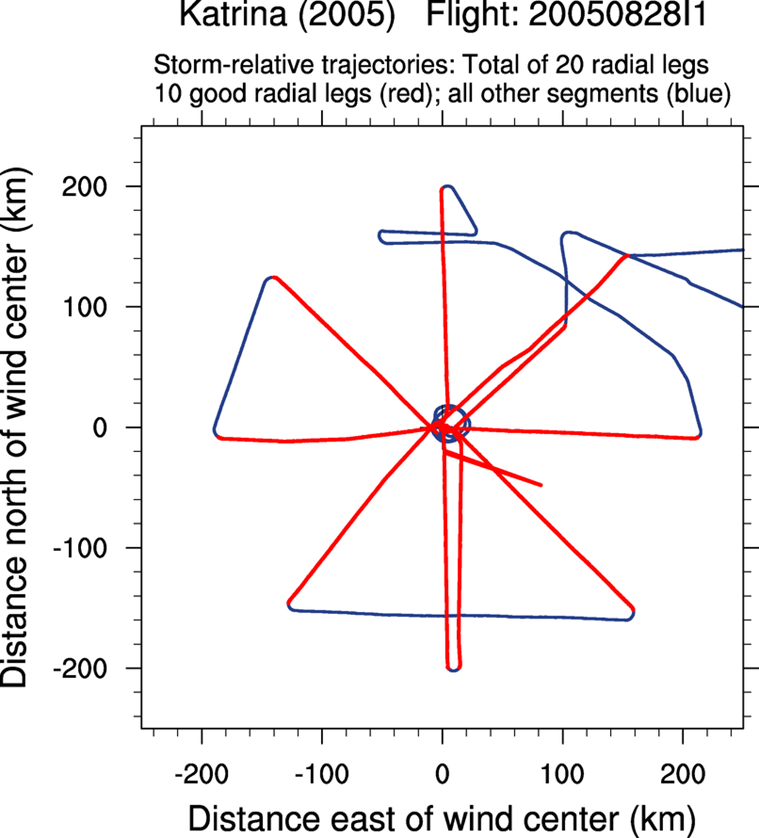 Katrina (2005) Flight: 20050828I1
Storm-relative trajectories: Total of 20 radial legs
10 good radial legs (red); all other segments (blue)
Distance north of wind center (km)
200
100
0
-100
-200
-200 -100 0 100 200
Distance east of wind center (km)